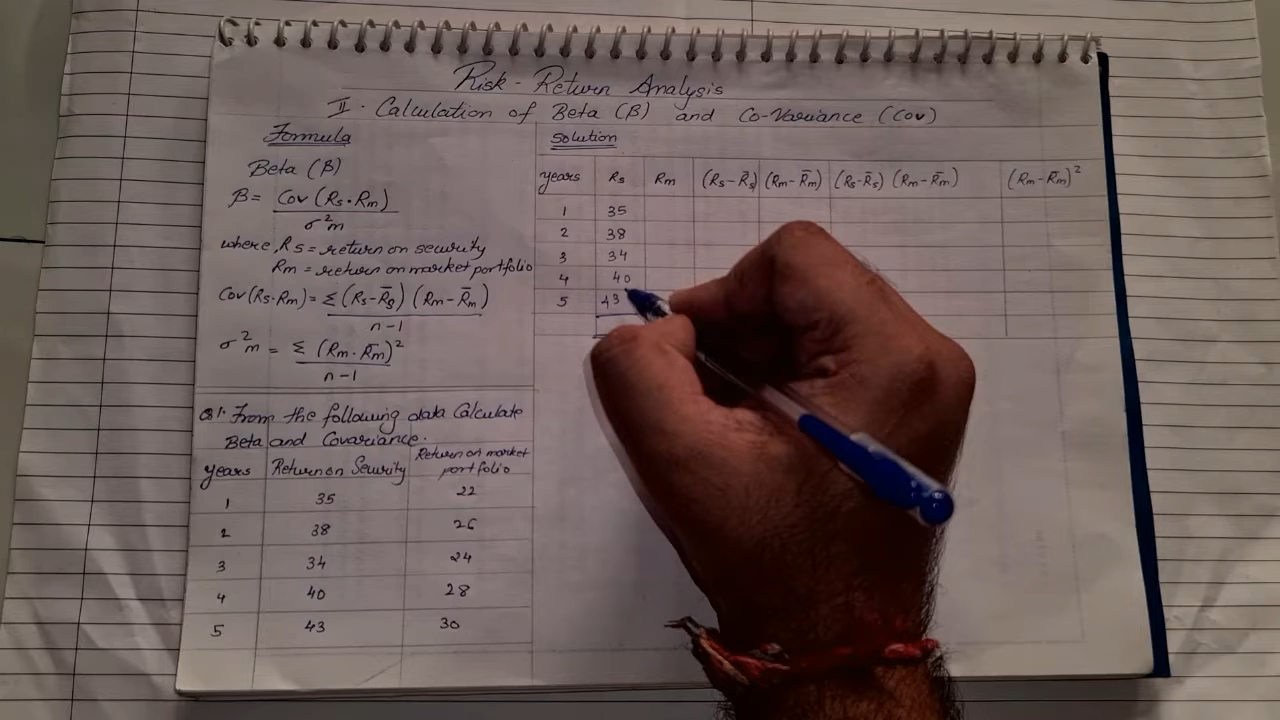 Risk - Return Analysis
II. Calculation of Beta (β) and Co-Variance (Cov)
Formula
Beta (β)
β = Cov (Rs·Rm)
σ²m
where, Rs = return on security
Rm = return on market portfolio
Cov (Rs·Rm) = Σ (Rs-R̄s) (Rm-R̄m)
n-1
σ²m = Σ (Rm·R̄m)²
n-1
Q1. From the following data Calculate
Beta and Covariance.
years Return on Security Return on market portfolio
1 35 22
2 38 26
3 34 24
4 40 28
5 43 30
Solution
years Rs Rm (Rs-R̄s) (Rm-R̄m) (Rs-R̄s) (Rm-R̄m) (Rm-R̄m)²
1 35
2 38
3 34
4 40
5 43